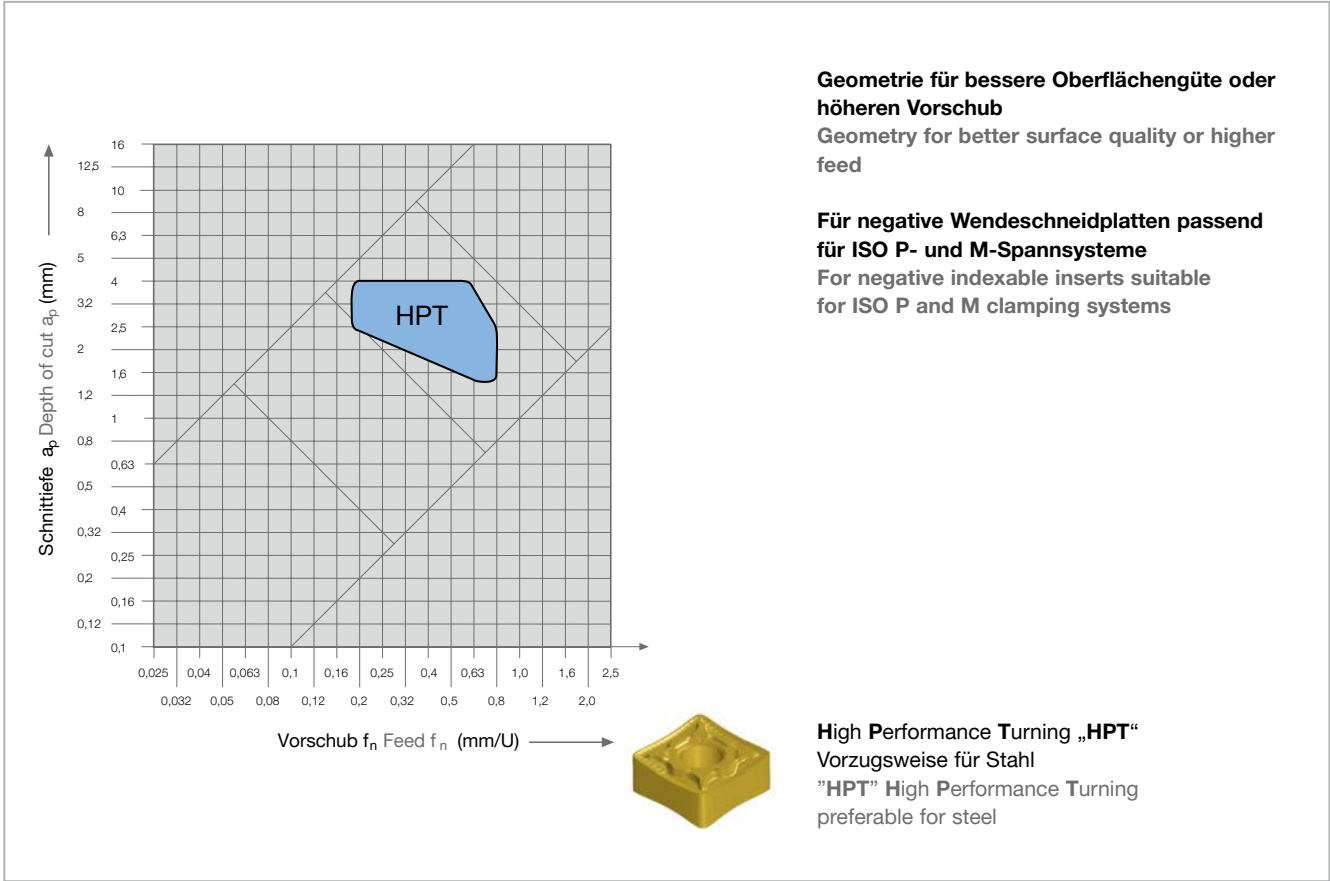 Geometrie für bessere Oberflächengüte oder
höheren Vorschub
Geometry for better surface quality or higher
feed
Für negative Wendeschneidplatten passend
für ISO P- und M-Spannsysteme
For negative indexable inserts suitable
for ISO P and M clamping systems
Schnittiefe ap Depth of cut ap (mm)
16
12,5
10
8
6,3
5
4
3,2
2,5
2
1,6
1,2
1
0,8
0,63
0,5
0,4
0,32
0,25
0,2
0,16
0,12
0,1
HPT
0,025 0,04 0,063 0,1 0,16 0,25 0,4 0,63 1,0 1,6 2,5
0,032 0,05 0,08 0,12 0,2 0,32 0,5 0,8 1,2 2,0
Vorschub fn Feed fn (mm/U)
High Performance Turning „HPT“
Vorzugsweise für Stahl
"HPT" High Performance Turning
preferable for steel